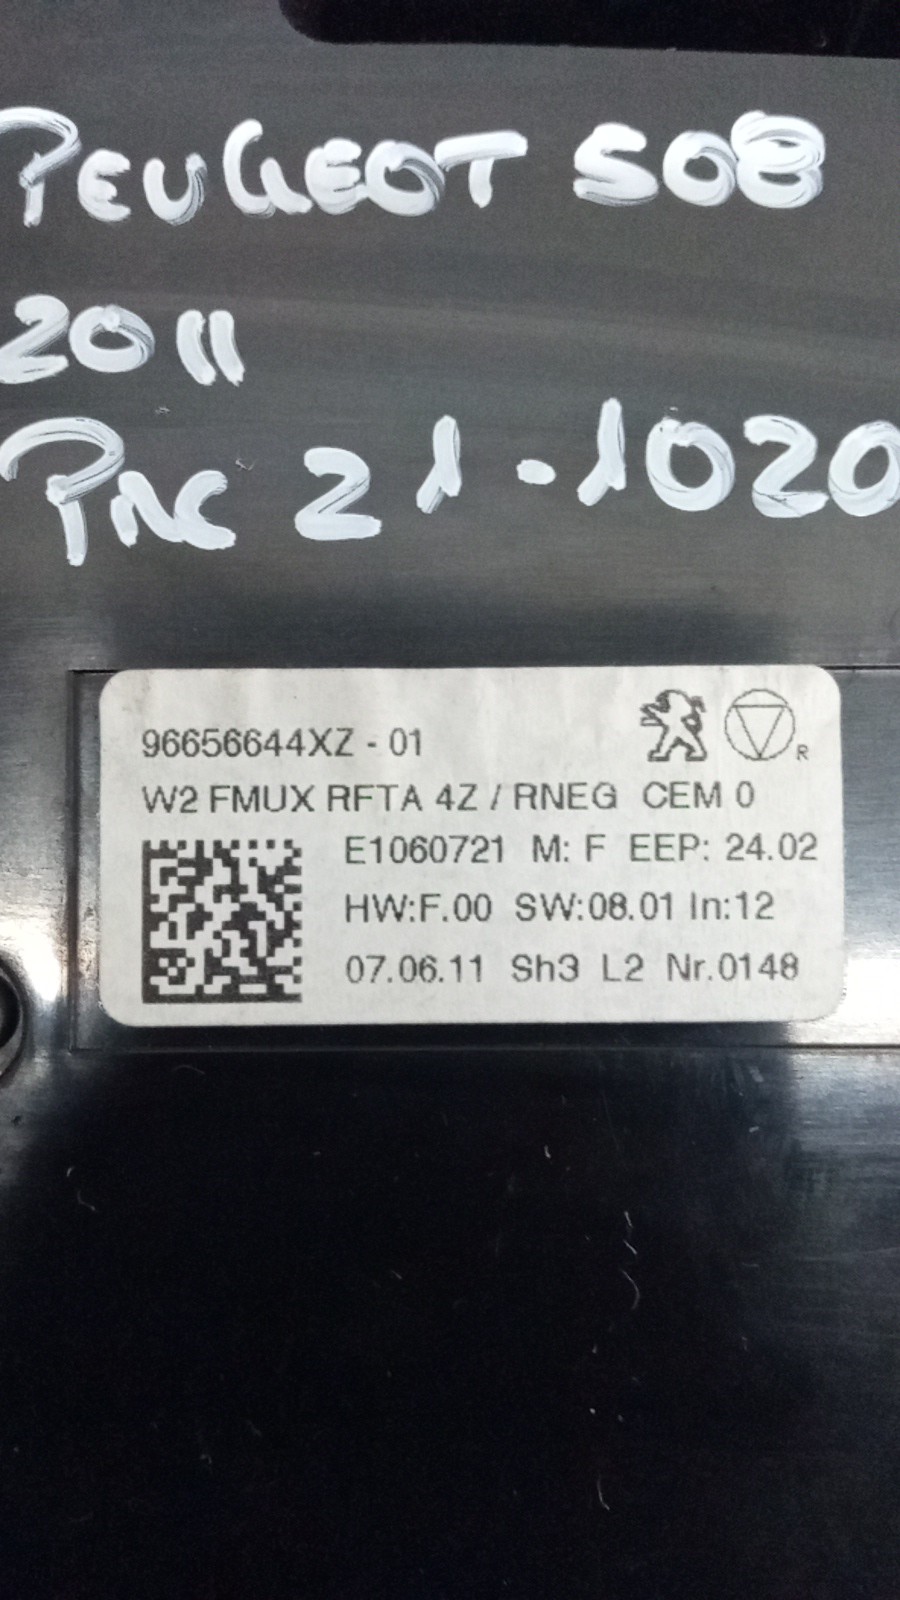 PEUGEOT 508
2011
PNC 21.1020
96656644XZ - 01
W2 FMUX RFTA 4Z / RNEG CEM 0
E1060721 M: F EEP: 24.02
HW:F.00 SW:08.01 In:12
07.06.11 Sh3 L2 Nr.0148
R